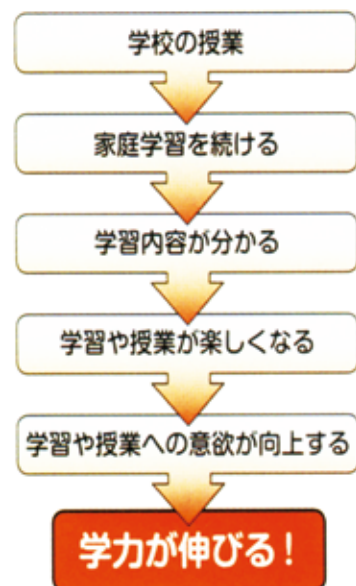 学校の授業
家庭学習を続ける
学習内容が分かる
学習や授業が楽しくなる
学習や授業への意欲が向上する
学力が伸びる！